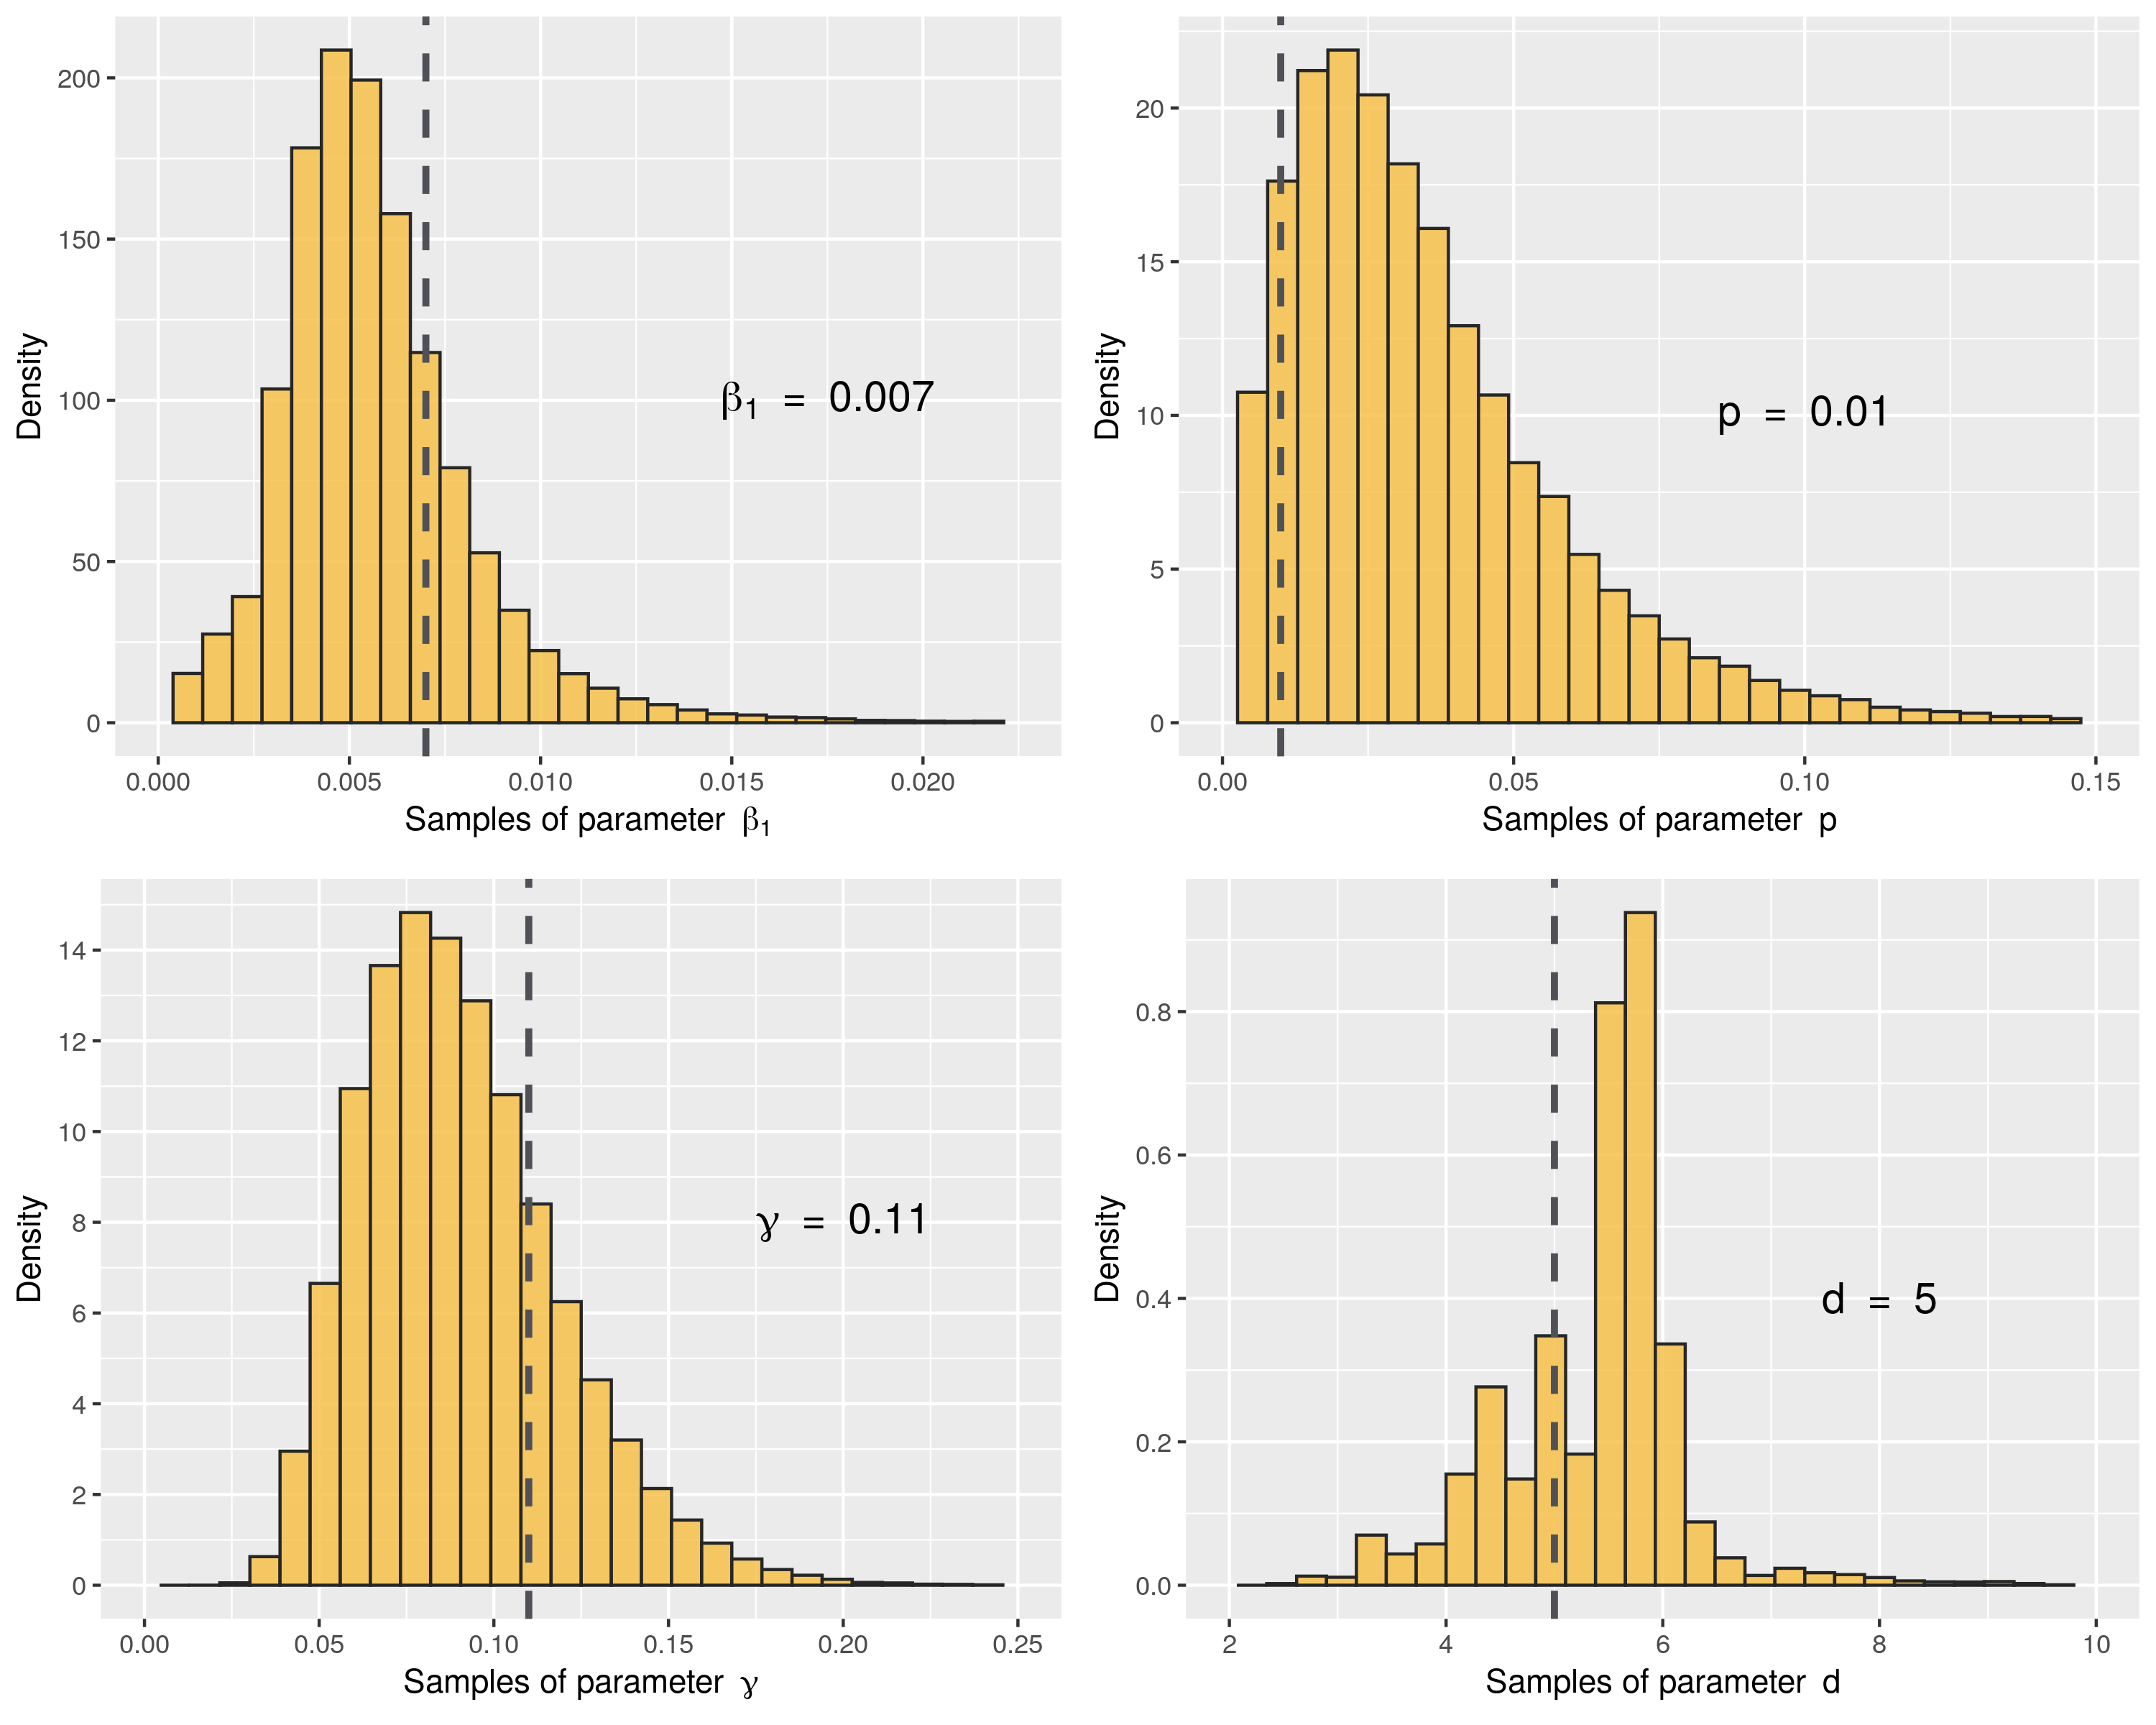 200
150
100
50
0
Density
β₁ = 0.007
0.000 0.005 0.010 0.015 0.020
Samples of parameter β₁
20
15
10
5
0
Density
p = 0.01
0.00 0.05 0.10 0.15
Samples of parameter p
14
12
10
8
6
4
2
0
Density
γ = 0.11
0.00 0.05 0.10 0.15 0.20 0.25
Samples of parameter γ
0.8
0.6
0.4
0.2
0.0
Density
d = 5
2 4 6 8 10
Samples of parameter d